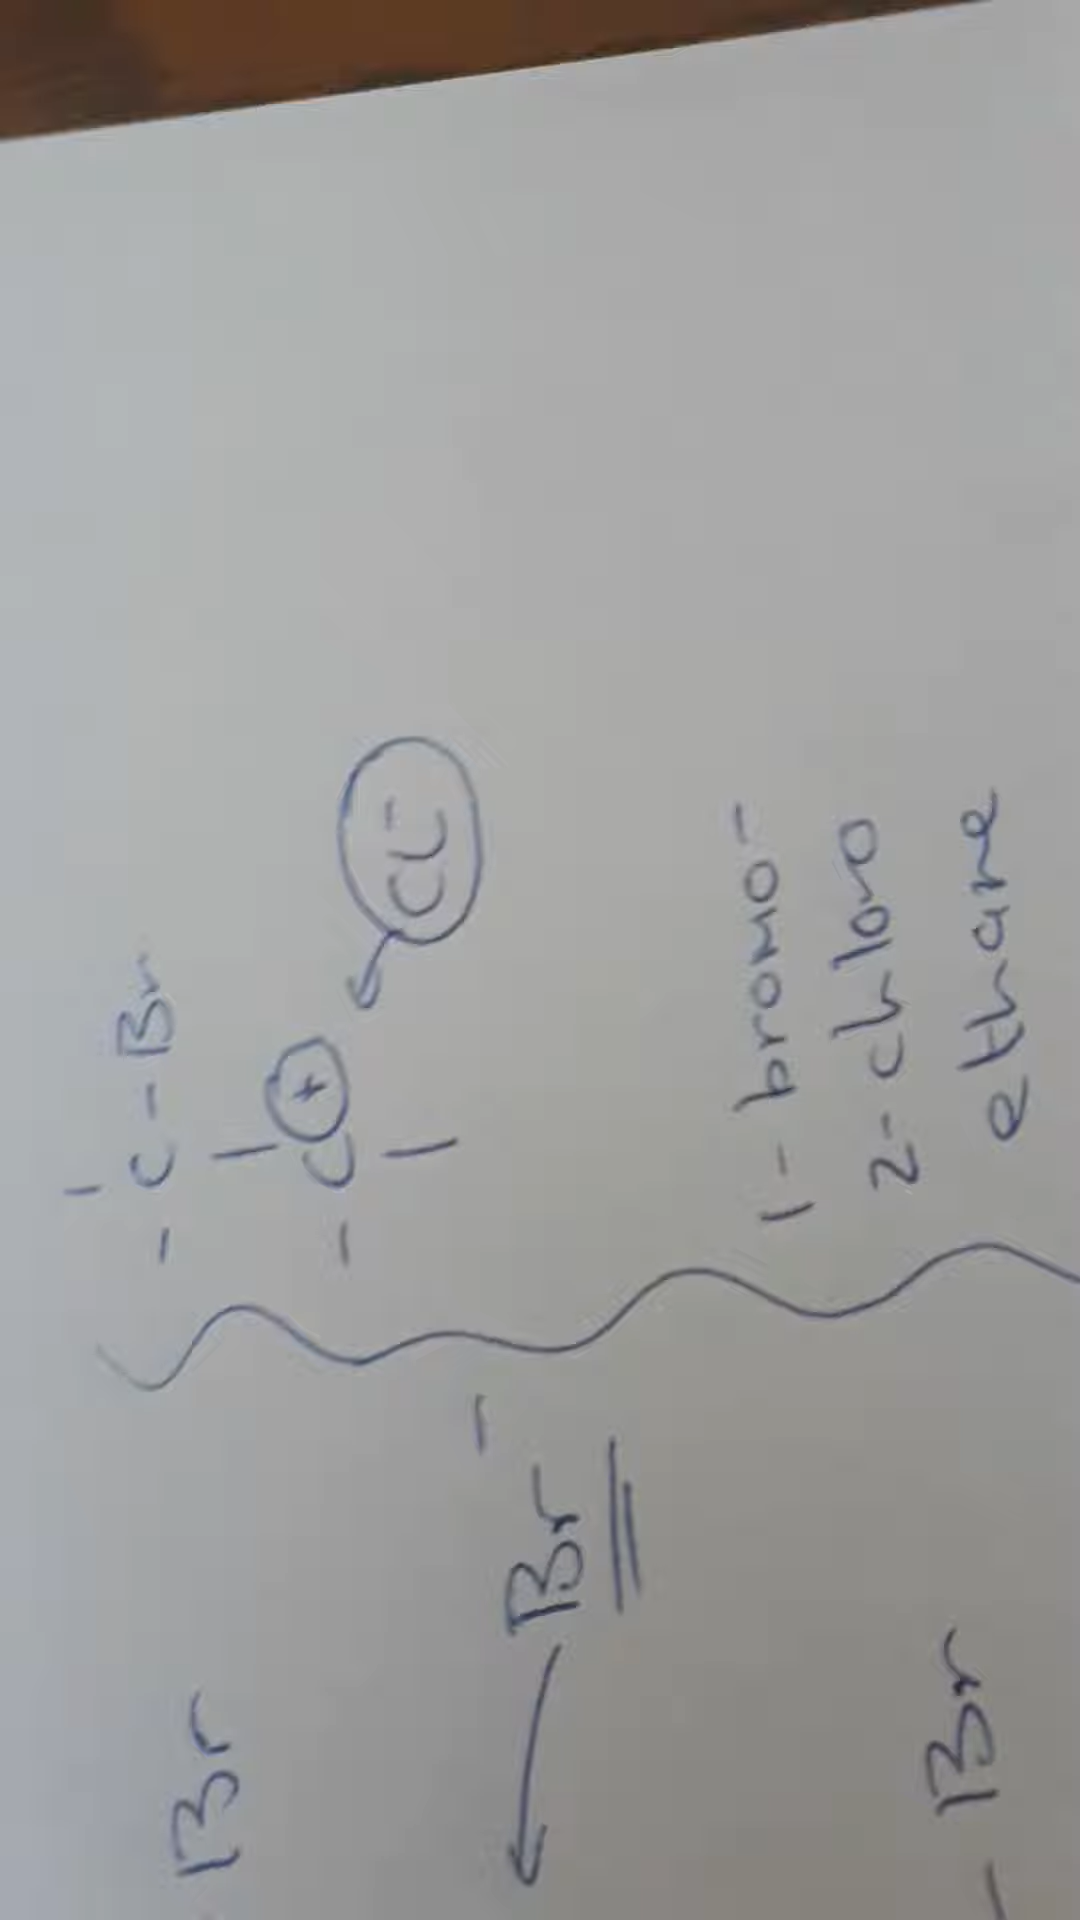 - Br
Br⁻
- Br
- C - Br
- C +
CL⁻
1- bromo-
2- chloro
ethane